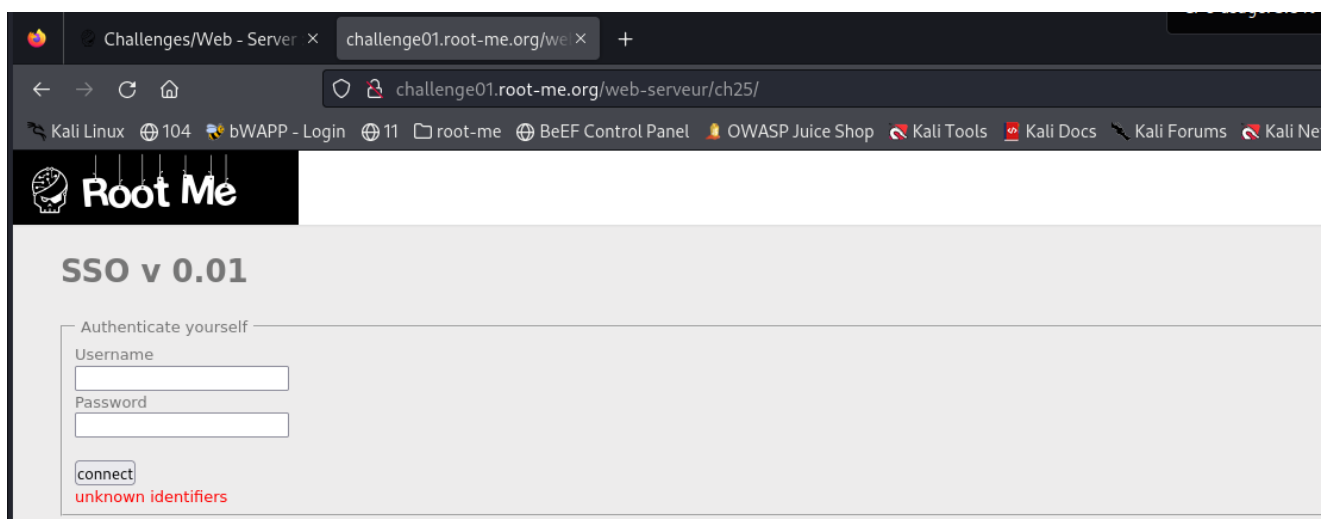 Challenges/Web - Server × challenge01.root-me.org/we × +
challenge01.root-me.org/web-serveur/ch25/
Kali Linux 104 bWAPP - Login 11 root-me BeEF Control Panel OWASP Juice Shop Kali Tools Kali Docs Kali Forums Kali Ne
Root Me
SSO v 0.01
Authenticate yourself
Username
Password
connect
unknown identifiers